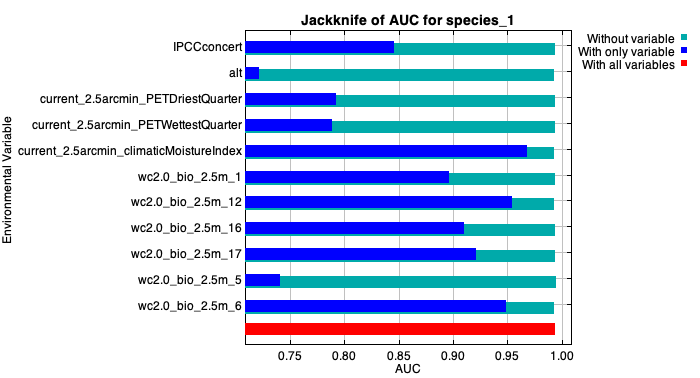 Jackknife of AUC for species_1
Without variable
With only variable
With all variables
Environmental Variable
IPCCconcert
alt
current_2.5arcmin_PETDriestQuarter
current_2.5arcmin_PETWettestQuarter
current_2.5arcmin_climaticMoistureIndex
wc2.0_bio_2.5m_1
wc2.0_bio_2.5m_12
wc2.0_bio_2.5m_16
wc2.0_bio_2.5m_17
wc2.0_bio_2.5m_5
wc2.0_bio_2.5m_6
0.75 0.80 0.85 0.90 0.95 1.00
AUC